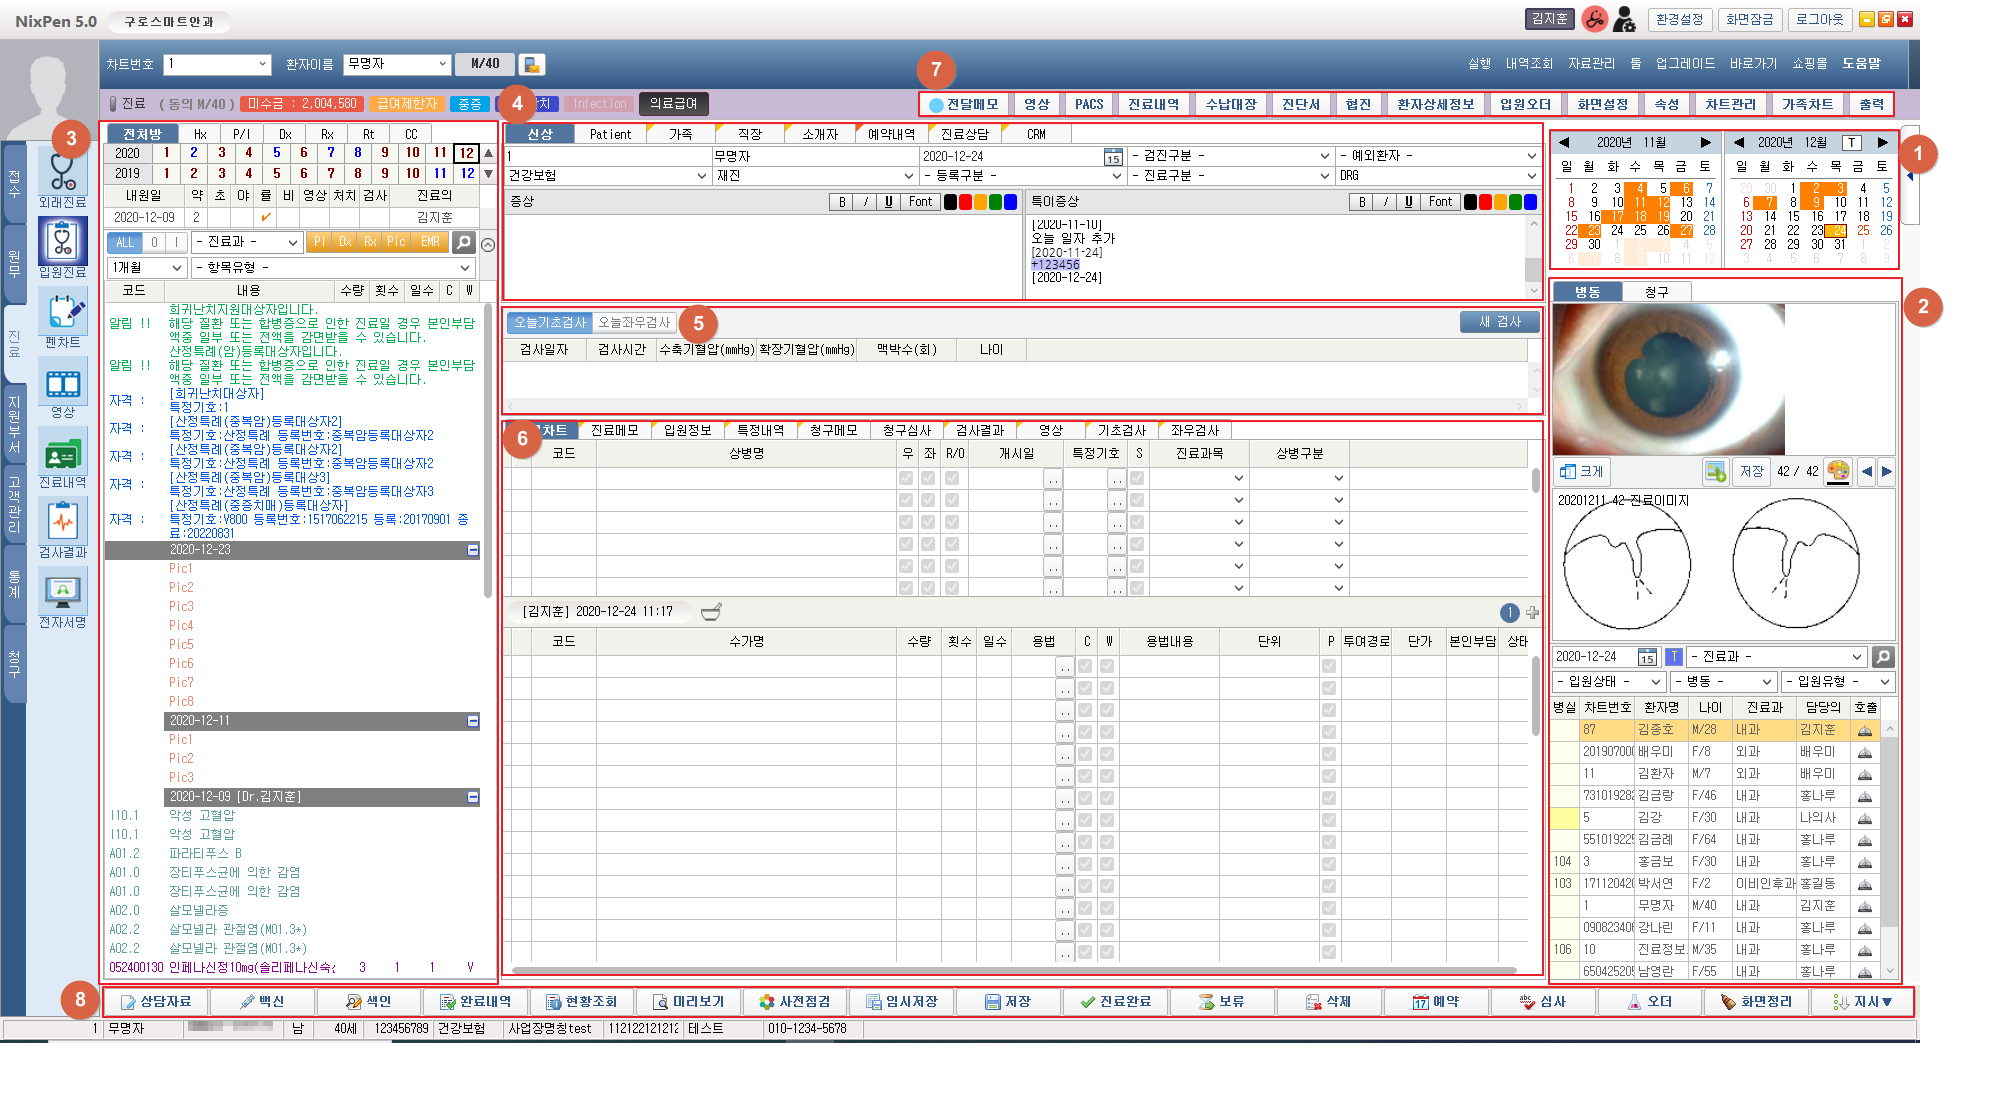 NixPen 5.0 구로스마트안과 김지훈 환경설정 화면잠금 로그아웃
차트번호 1 환자이름 무명자 M/40 7 실행 내역조회 자료관리 툴 업그레이드 바로가기 쇼핑몰 도움말
진료 ( 동의 M/40 ) 미수금 : 2,004,580 급여제한자 중증 4 Infection 의료급여
전달메모 영상 PACS 진료내역 수납대장 진단서 협진 환자상세정보 입원오더 화면설정 속성 차트관리 가족차트 출력
접수
원무
진료
지원부서
고객관리
통계
청구
3
외래진료
입원진료
펜차트
영상
진료내역
검사결과
전자서명
전처방 Hx P/I Dx Rx Rt CC
2020 1 2 3 4 5 6 7 8 9 10 11 12
2019 1 2 3 4 5 6 7 8 9 10 11 12
내원일 약 초 야 률 비 영상 처치 검사 진료의
2020-12-09 2 김지훈
ALL O I - 진료과 - PI Dx Rx Pic EMR
1개월 - 항목유형 -
코드 내용 수량 횟수 일수 C W
희귀난치지원대상자입니다.
알림 !! 해당 질환 또는 합병증으로 인한 진료일 경우 본인부담
액중 일부 또는 전액을 감면받을 수 있습니다.
산정특례(암)등록대상자입니다.
알림 !! 해당 질환 또는 합병증으로 인한 진료일 경우 본인부담
액중 일부 또는 전액을 감면받을 수 있습니다.
자격 : [희귀난치대상자]
특정기호:1
자격 : [산정특례(중복암)등록대상자2]
특정기호:산정특례 등록번호:중복암등록대상자2
자격 : [산정특례(중복암)등록대상자2]
특정기호:산정특례 등록번호:중복암등록대상자2
자격 : [산정특례(중복암)등록대상3]
특정기호:산정특례 등록번호:중복암등록대상자3
[산정특례(중증치매)등록대상자]
자격 : 특정기호:V800 등록번호:1517062215 등록:20170901 종
료:20220831
2020-12-23
Pic1
Pic2
Pic3
Pic4
Pic5
Pic6
Pic7
Pic8
2020-12-11
Pic1
Pic2
Pic3
2020-12-09 [Dr.김지훈]
I10.1 악성 고혈압
I10.1 악성 고혈압
A01.2 파라티푸스 B
A01.0 장티푸스균에 의한 감염
A01.0 장티푸스균에 의한 감염
A02.0 살모넬라증
A02.2 살모넬라 관절염(M01.3*)
A02.2 살모넬라 관절염(M01.3*)
052400130 인페나신정10mg(솔리페나신숙 3 1 1 Y
신상 Patient 가족 직장 소개자 예약내역 진료상담 CRM
1 무명자 2020-12-24 15 - 검진구분 - - 예외환자 -
건강보험 재진 - 등록구분 - - 진료구분 - DRG
증상 B I U Font 특이증상 B I U Font
[2020-11-10]
오늘 일자 추가
[2020-11-24]
+123456
[2020-12-24]
오늘기초검사 오늘좌우검사 5 새 검사
검사일자 검사시간 수축기혈압(mmHg) 확장기혈압(mmHg) 맥박수(회) 나이
6 차트 진료메모 입원정보 특정내역 청구메모 청구심사 검사결과 영상 기초검사 좌우검사
코드 상병명 우 좌 R/O 개시일 특정기호 S 진료과목 상병구분
[김지훈] 2020-12-24 11:17 1
코드 수가명 수량 횟수 일수 용법 C W 용법내용 단위 P 투여경로 단가 본인부담 상태
1
2020년 11월
일 월 화 수 목 금 토
1 2 3 4 5 6 7
8 9 10 11 12 13 14
15 16 17 18 19 20 21
22 23 24 25 26 27 28
29 30 1 2 3 4 5
6 7 8 9 10 11 12
2020년 12월 T
일 월 화 수 목 금 토
29 30 1 2 3 4 5
6 7 8 9 10 11 12
13 14 15 16 17 18 19
20 21 22 23 24 25 26
27 28 29 30 31 1 2
3 4 5 6 7 8 9
2
병동 청구
크게 저장 42 / 42
20201211 42 진료이미지
2020-12-24 15 T - 진료과 -
- 입원상태 - - 병동 - - 입원유형 -
병실 차트번호 환자명 나이 진료과 담당의 호출
87 김종호 M/28 내과 김지훈
201907000 배우미 F/8 외과 배우미
11 김환자 M/7 외과 배우미
731019282 김금랑 F/46 내과 홍나루
5 김강 F/30 내과 나의사
551019225 김금례 F/64 내과 홍나루
104 3 홍금보 F/30 내과 홍나루
103 171120420 박서연 F/2 이비인후과 홍길동
1 무명자 M/40 내과 김지훈
090823406 강나린 F/11 내과 홍나루
106 10 진료정보 M/35 내과 홍나루
650425205 남영란 F/55 내과 홍나루
8 상담자료 백신 색인 완료내역 현황조회 미리보기 사전점검 임시저장 저장 진료완료 보류 삭제 17 예약 심사 오더 화면정리 지시▼
1 무명자 남 40세 123456789 건강보험 사업장명칭test 112122121212 테스트 010-1234-5678